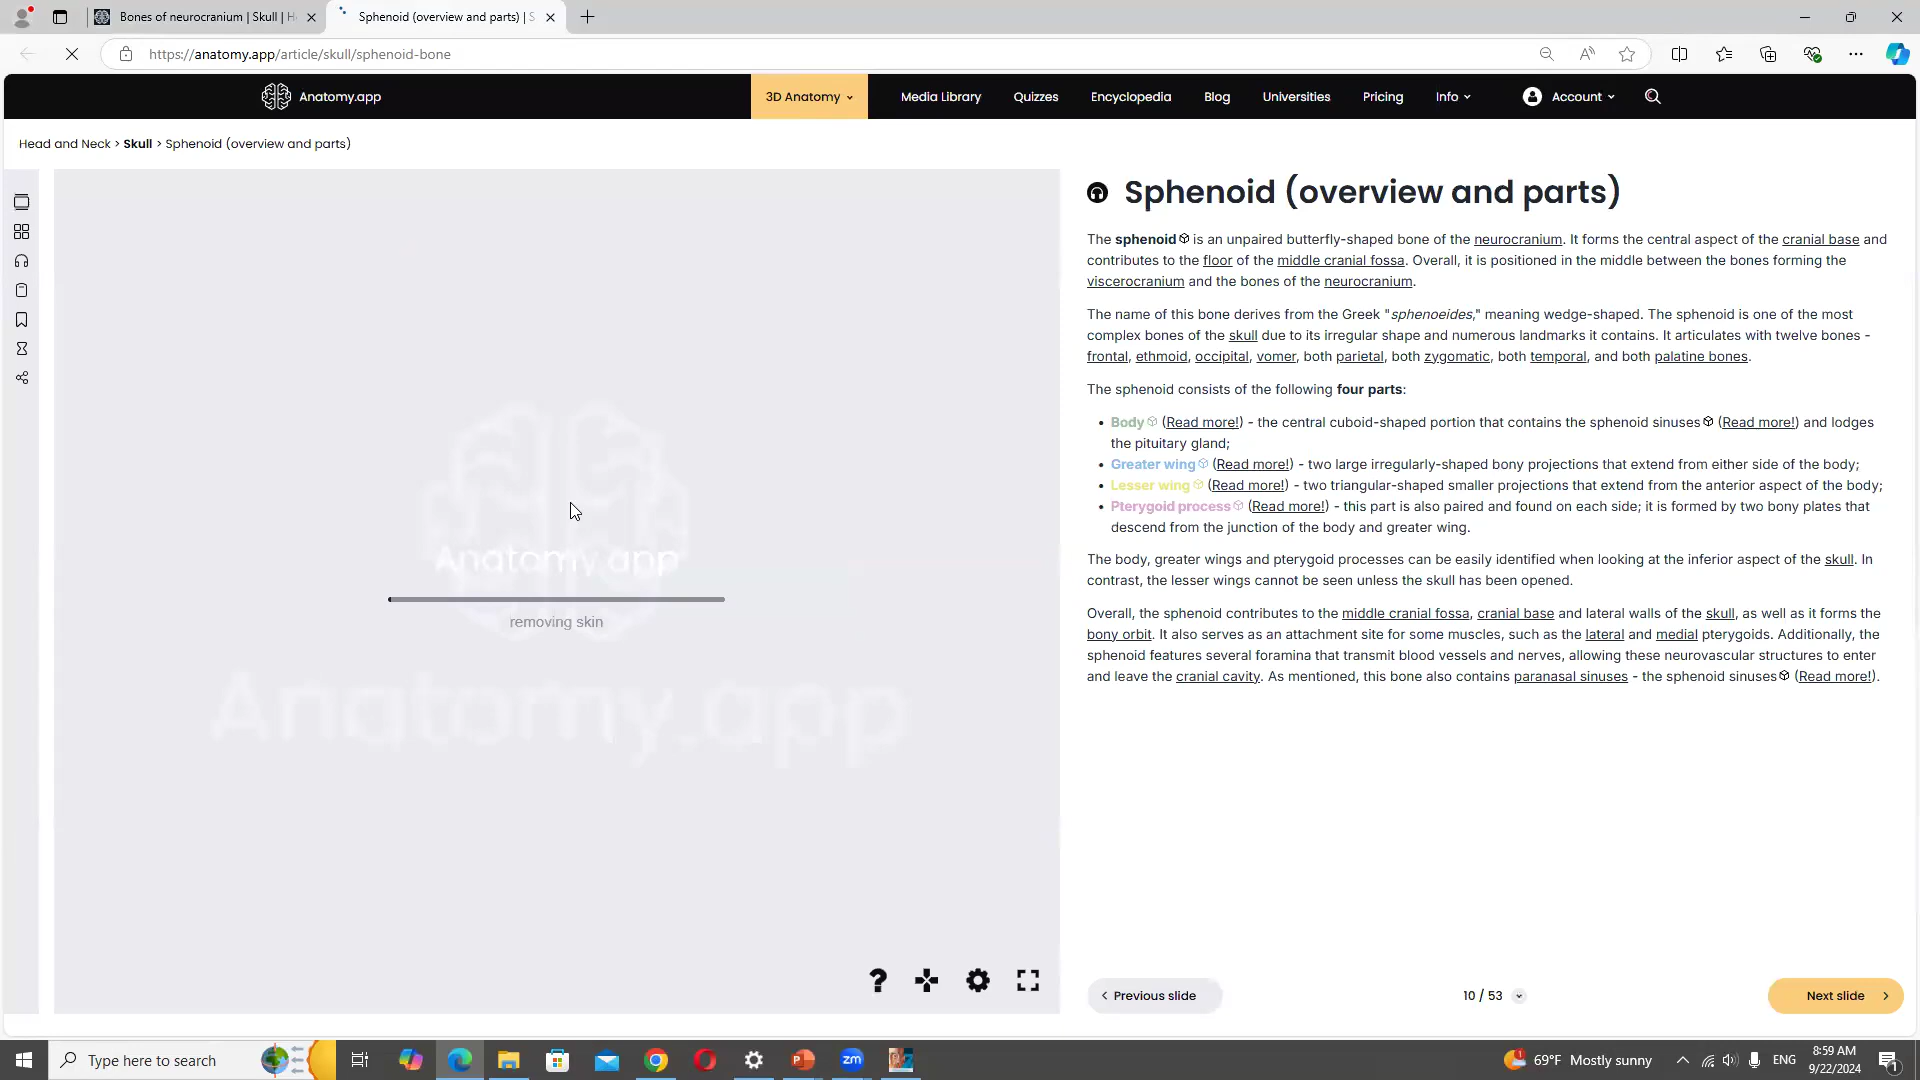 Bones of neurocranium | Skull | H
Sphenoid (overview and parts) | S
https://anatomy.app/article/skull/sphenoid-bone
Anatomy.app
3D Anatomy
Media Library
Quizzes
Encyclopedia
Blog
Universities
Pricing
Info
Account
Head and Neck > Skull > Sphenoid (overview and parts)
Anatomy.app
removing skin
Anatomy.app
Sphenoid (overview and parts)
The sphenoid is an unpaired butterfly-shaped bone of the neurocranium. It forms the central aspect of the cranial base and
contributes to the floor of the middle cranial fossa. Overall, it is positioned in the middle between the bones forming the
viscerocranium and the bones of the neurocranium.
The name of this bone derives from the Greek "sphenoeides," meaning wedge-shaped. The sphenoid is one of the most
complex bones of the skull due to its irregular shape and numerous landmarks it contains. It articulates with twelve bones -
frontal, ethmoid, occipital, vomer, both parietal, both zygomatic, both temporal, and both palatine bones.
The sphenoid consists of the following four parts:
• Body (Read more!) - the central cuboid-shaped portion that contains the sphenoid sinuses (Read more!) and lodges
the pituitary gland;
• Greater wing (Read more!) - two large irregularly-shaped bony projections that extend from either side of the body;
• Lesser wing (Read more!) - two triangular-shaped smaller projections that extend from the anterior aspect of the body;
• Pterygoid process (Read more!) - this part is also paired and found on each side; it is formed by two bony plates that
descend from the junction of the body and greater wing.
The body, greater wings and pterygoid processes can be easily identified when looking at the inferior aspect of the skull. In
contrast, the lesser wings cannot be seen unless the skull has been opened.
Overall, the sphenoid contributes to the middle cranial fossa, cranial base and lateral walls of the skull, as well as it forms the
bony orbit. It also serves as an attachment site for some muscles, such as the lateral and medial pterygoids. Additionally, the
sphenoid features several foramina that transmit blood vessels and nerves, allowing these neurovascular structures to enter
and leave the cranial cavity. As mentioned, this bone also contains paranasal sinuses - the sphenoid sinuses (Read more!).
Previous slide
10 / 53
Next slide
Type here to search
zm
69°F Mostly sunny
ENG
8:59 AM
9/22/2024
1